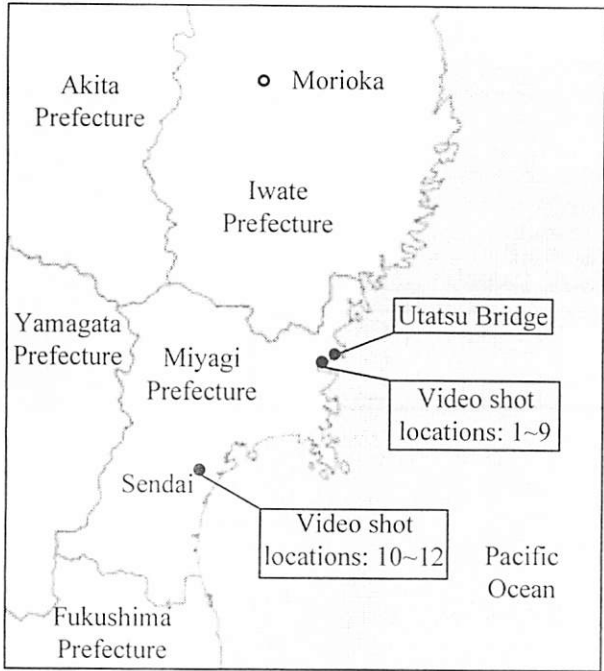 Akita
Prefecture
Morioka
Iwate
Prefecture
Yamagata
Prefecture
Miyagi
Prefecture
Utatsu Bridge
Video shot
locations: 1~9
Sendai
Video shot
locations: 10~12
Pacific
Ocean
Fukushima
Prefecture